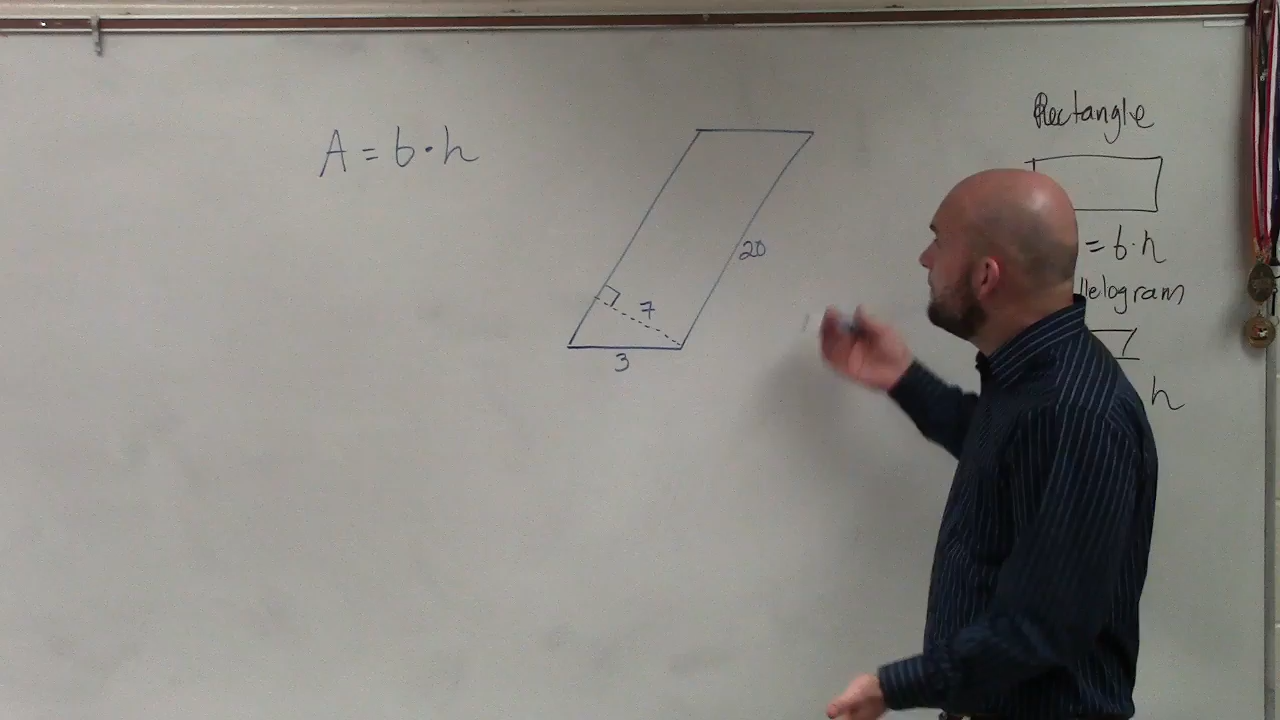 A = b · h
20
7
3
Rectangle
= b · h
llelogram
h